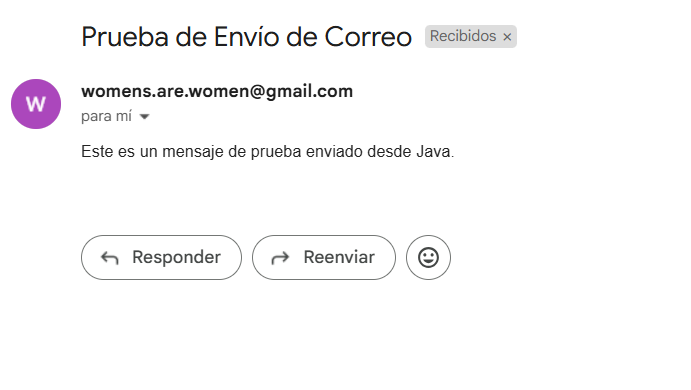 Prueba de Envío de Correo Recibidos ×
W
womens.are.women@gmail.com
para mí
Este es un mensaje de prueba enviado desde Java.
Responder Reenviar